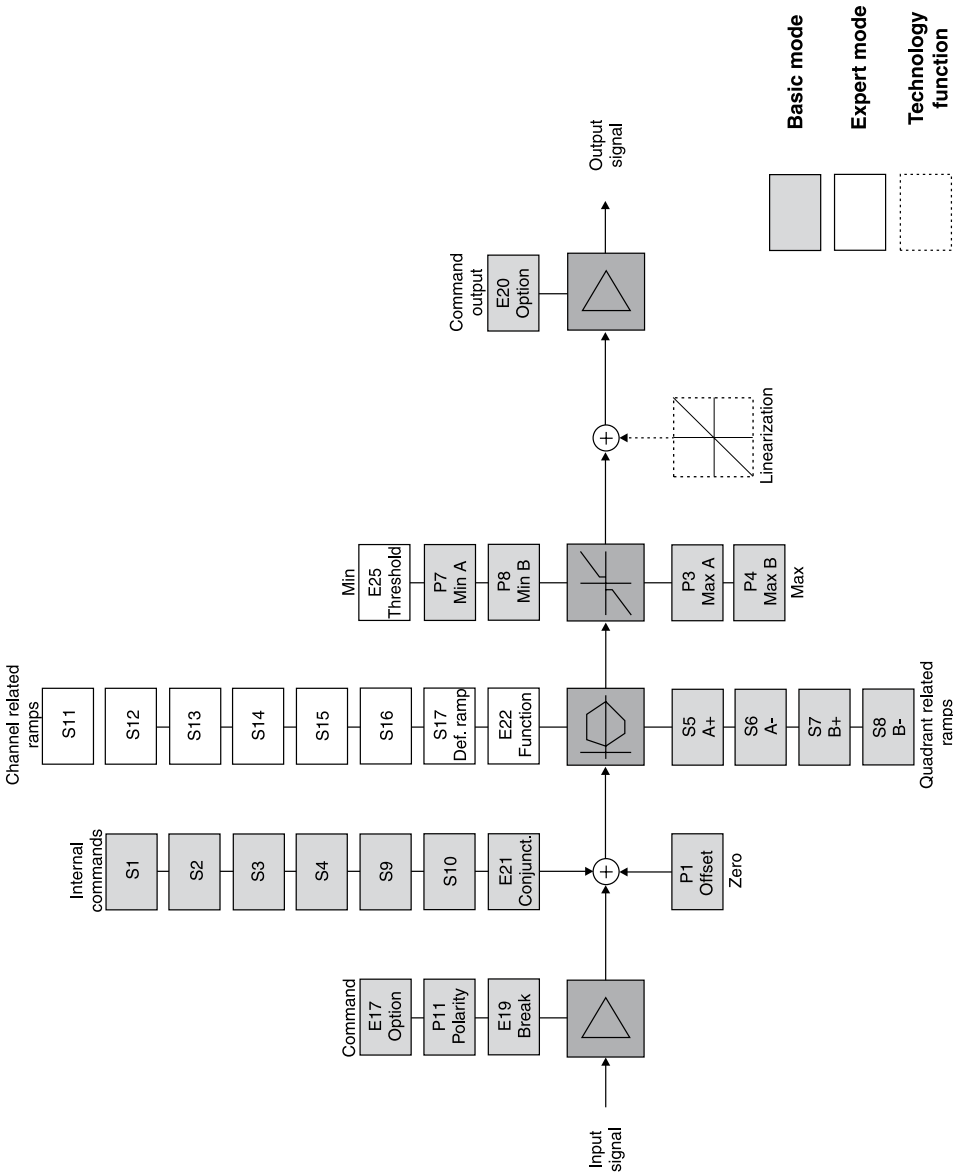 Channel related
ramps
S11
S12
S13
S14
S15
S16
S17
Def. ramp
E22
Function
Internal
commands
S1
S2
S3
S4
S9
S10
E21
Conjunct.
Command
E17
Option
P11
Polarity
E19
Break
Min
E25
Threshold
P7
Min A
P8
Min B
Command
output
E20
Option
Input
signal
Output
signal
P1
Offset
Zero
S5
A+
S6
A-
S7
B+
S8
B-
Quadrant related
ramps
P3
Max A
P4
Max B
Max
Linearization
Basic mode
Expert mode
Technology
function